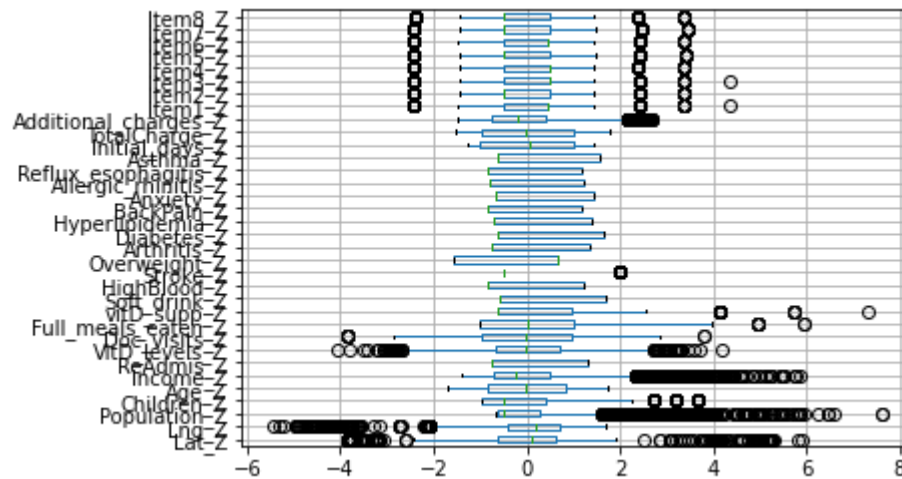 Item8_Z
Item7_Z
Item6_Z
Item5_Z
Item4_Z
Item3_Z
Item2_Z
Item1_Z
Additional_charges_Z
TotalCharge_Z
Initial_days_Z
Asthma_Z
Reflux_esophagitis_Z
Allergic_rhinitis_Z
Anxiety_Z
BackPain_Z
Hyperlipidemia_Z
Diabetes_Z
Arthritis_Z
Overweight_Z
Stroke_Z
HighBlood_Z
Soft_drink_Z
vitD_supp_Z
Full_meals_eaten_Z
Doc_visits_Z
VitD_levels_Z
ReAdmis_Z
Income_Z
Age_Z
Children_Z
Population_Z
Lng_Z
Lat_Z
−6 −4 −2 0 2 4 6 8